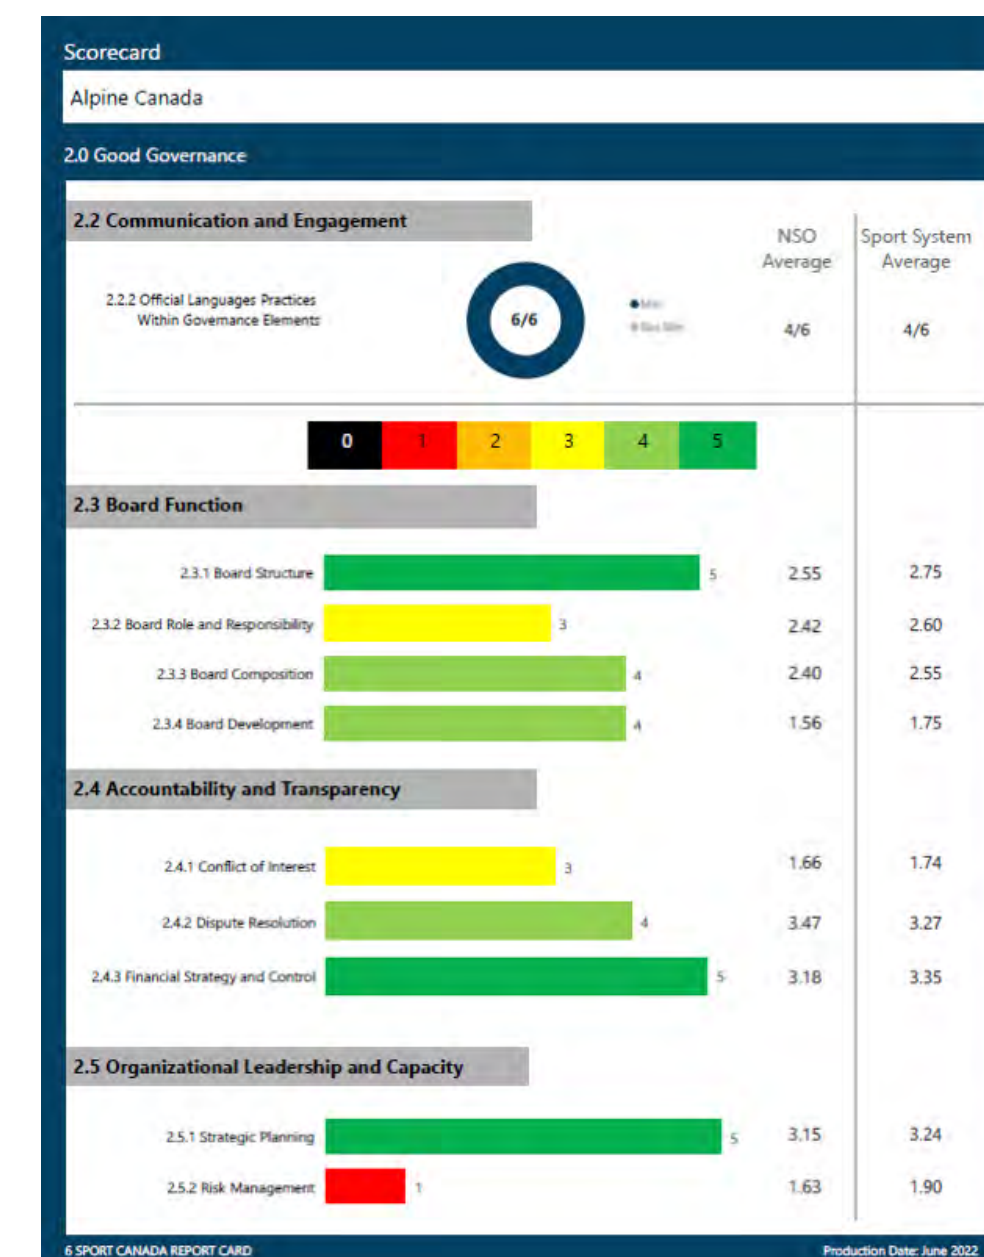 Scorecard
Alpine Canada
2.0 Good Governance
2.2 Communication and Engagement
NSO
Average
Sport System
Average
2.2.2 Official Languages Practices
Within Governance Elements
6/6
4/6
4/6
0 1 2 3 4 5
2.3 Board Function
2.3.1 Board Structure 5 2.55 2.75
2.3.2 Board Role and Responsibility 3 2.42 2.60
2.3.3 Board Composition 4 2.40 2.55
2.3.4 Board Development 4 1.56 1.75
2.4 Accountability and Transparency
2.4.1 Conflict of Interest 3 1.66 1.74
2.4.2 Dispute Resolution 4 3.47 3.27
2.4.3 Financial Strategy and Control 5 3.18 3.35
2.5 Organizational Leadership and Capacity
2.5.1 Strategic Planning 5 3.15 3.24
2.5.2 Risk Management 1 1.63 1.90
6 SPORT CANADA REPORT CARD
Production Date: June 2022